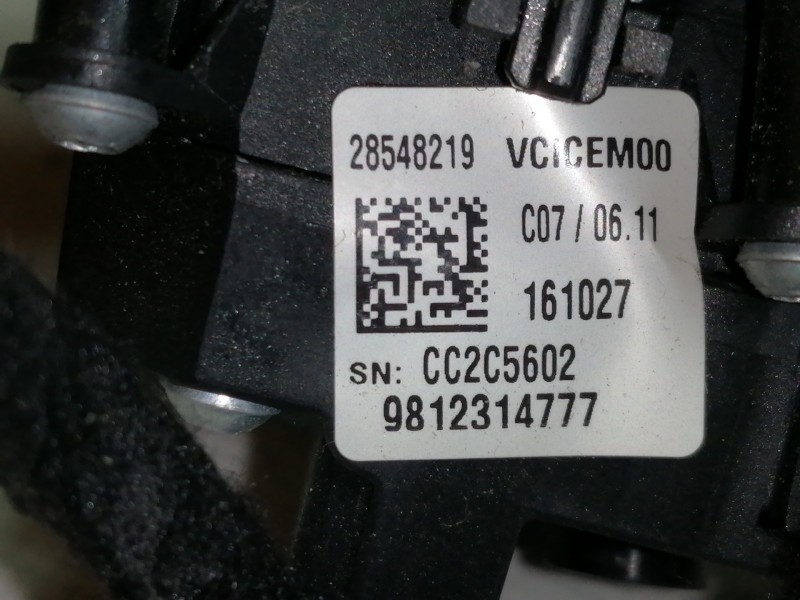 28548219 VCICEM00
C07 / 06.11
161027
SN: CC2C5602
9812314777